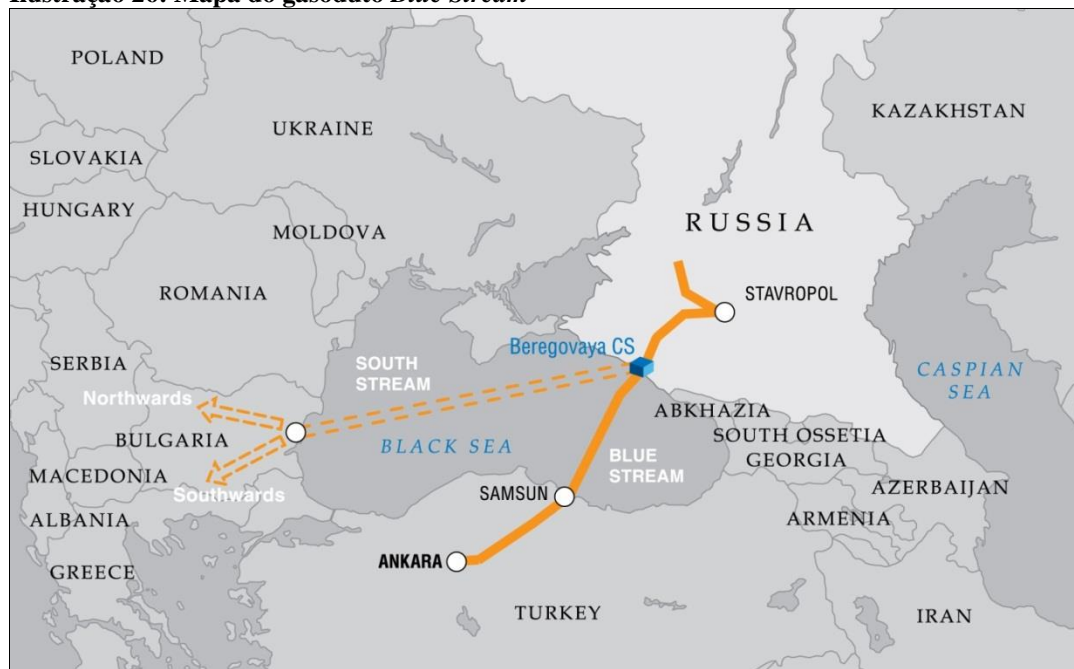 Ilustração 26: Mapa do gasoduto Blue Stream
POLAND
UKRAINE
KAZAKHSTAN
SLOVAKIA
HUNGARY
MOLDOVA
RUSSIA
ROMANIA
STAVROPOL
Beregovaya CS
SERBIA
SOUTH
STREAM
CASPIAN
SEA
Northwards
ABKHAZIA
BULGARIA
BLACK SEA
SOUTH OSSETIA
BLUE
STREAM
GEORGIA
MACEDONIA
Southwards
SAMSUN
AZERBAIJAN
ALBANIA
ARMENIA
ANKARA
GREECE
TURKEY
IRAN